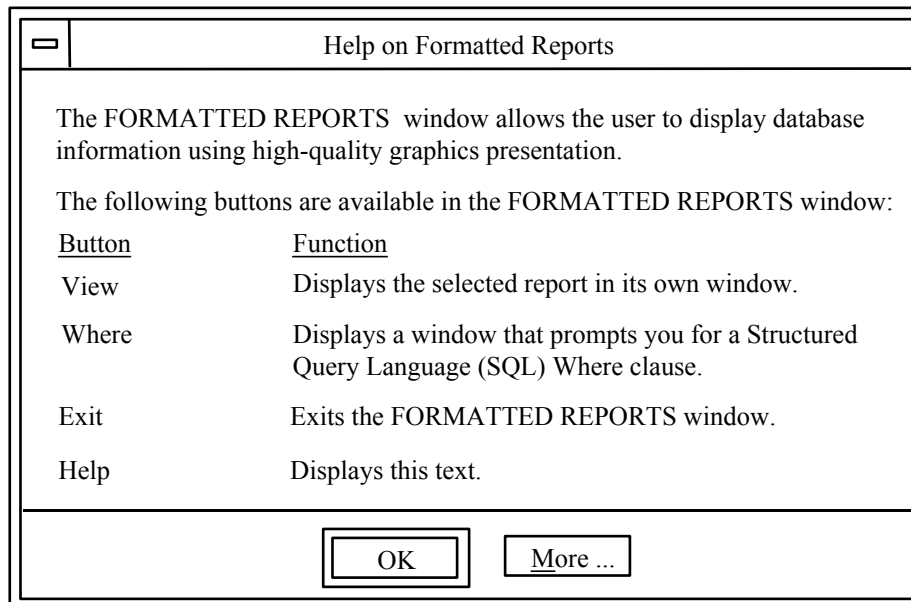 Help on Formatted Reports
The FORMATTED REPORTS window allows the user to display database
information using high-quality graphics presentation.
The following buttons are available in the FORMATTED REPORTS window:
Button Function
View Displays the selected report in its own window.
Where Displays a window that prompts you for a Structured
Query Language (SQL) Where clause.
Exit Exits the FORMATTED REPORTS window.
Help Displays this text.
OK More ...